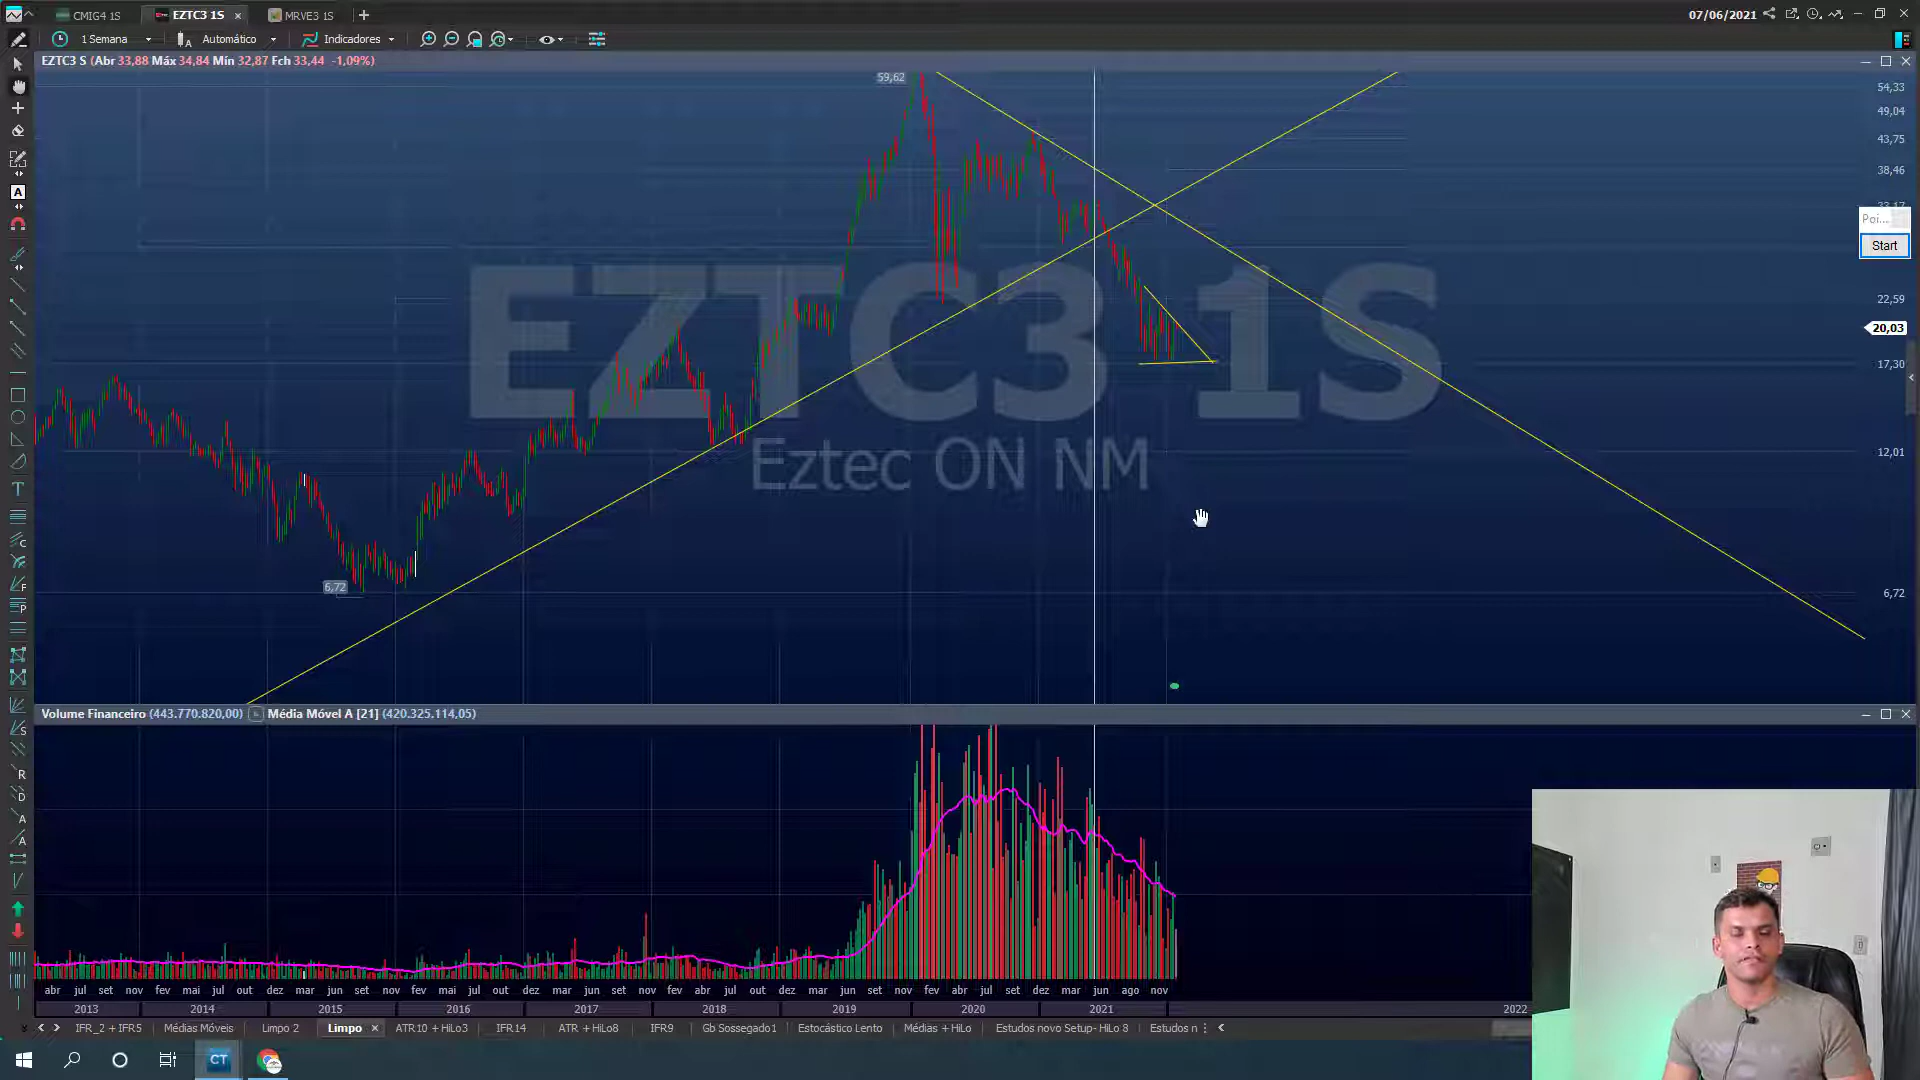 CMIG4 1S
EZTC3 1S
MRVE3 1S
07/06/2021
1 Semana
Automático
Indicadores
EZTC3 S (Abr 33,88 Máx 34,84 Mín 32,87 Fch 33,44 -1,09%)
59,62
54,33
49,04
43,75
38,46
33,17
Poi...
Start
22,59
20,03
17,30
12,01
6,72
6,72
EZTC3 1S
Eztec ON NM
Volume Financeiro (443.770.820,00) Média Móvel A [21] (420.325.114,05)
abr jul set nov fev mai jul out dez mar jun set nov fev mai jul out dez mar jun set nov fev abr jul out dez mar jun set nov fev abr jul set dez mar jun ago nov
2013 2014 2015 2016 2017 2018 2019 2020 2021 2022
IFR_2 + IFR5 Médias Móveis Limpo 2 Limpo ATR10 + HiLo3 IFR14 ATR + HiLo8 IFR9 Gb Sossegado1 Estocástico Lento Médias + HiLo Estudos novo Setup- HiLo 8 Estudos n
CT